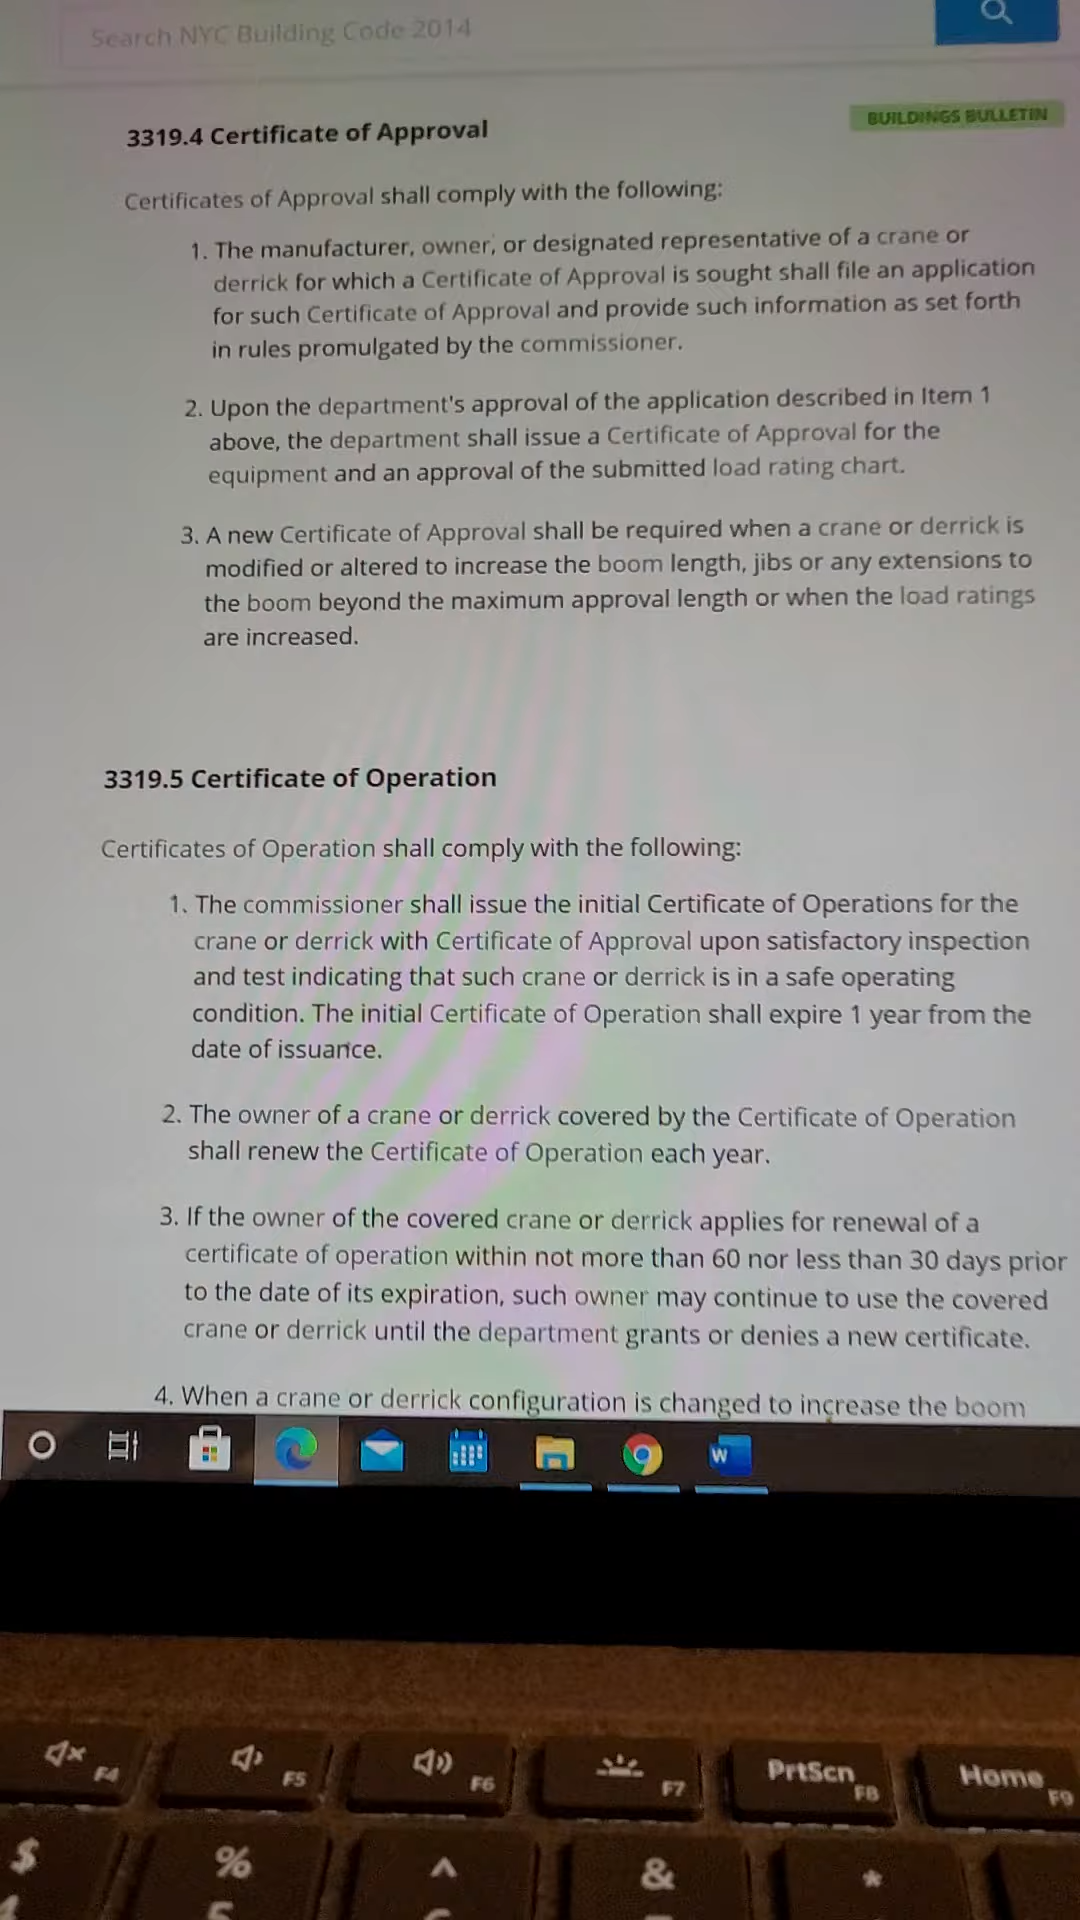 Search NYC Building Code 2014
3319.4 Certificate of Approval
BUILDINGS BULLETIN
Certificates of Approval shall comply with the following:
1. The manufacturer, owner, or designated representative of a crane or
derrick for which a Certificate of Approval is sought shall file an application
for such Certificate of Approval and provide such information as set forth
in rules promulgated by the commissioner.
2. Upon the department's approval of the application described in Item 1
above, the department shall issue a Certificate of Approval for the
equipment and an approval of the submitted load rating chart.
3. A new Certificate of Approval shall be required when a crane or derrick is
modified or altered to increase the boom length, jibs or any extensions to
the boom beyond the maximum approval length or when the load ratings
are increased.
3319.5 Certificate of Operation
Certificates of Operation shall comply with the following:
1. The commissioner shall issue the initial Certificate of Operations for the
crane or derrick with Certificate of Approval upon satisfactory inspection
and test indicating that such crane or derrick is in a safe operating
condition. The initial Certificate of Operation shall expire 1 year from the
date of issuance.
2. The owner of a crane or derrick covered by the Certificate of Operation
shall renew the Certificate of Operation each year.
3. If the owner of the covered crane or derrick applies for renewal of a
certificate of operation within not more than 60 nor less than 30 days prior
to the date of its expiration, such owner may continue to use the covered
crane or derrick until the department grants or denies a new certificate.
4. When a crane or derrick configuration is changed to increase the boom
W
F4 F5 F6 F7 PrtScn F8 Home F9
$ % ^ & *